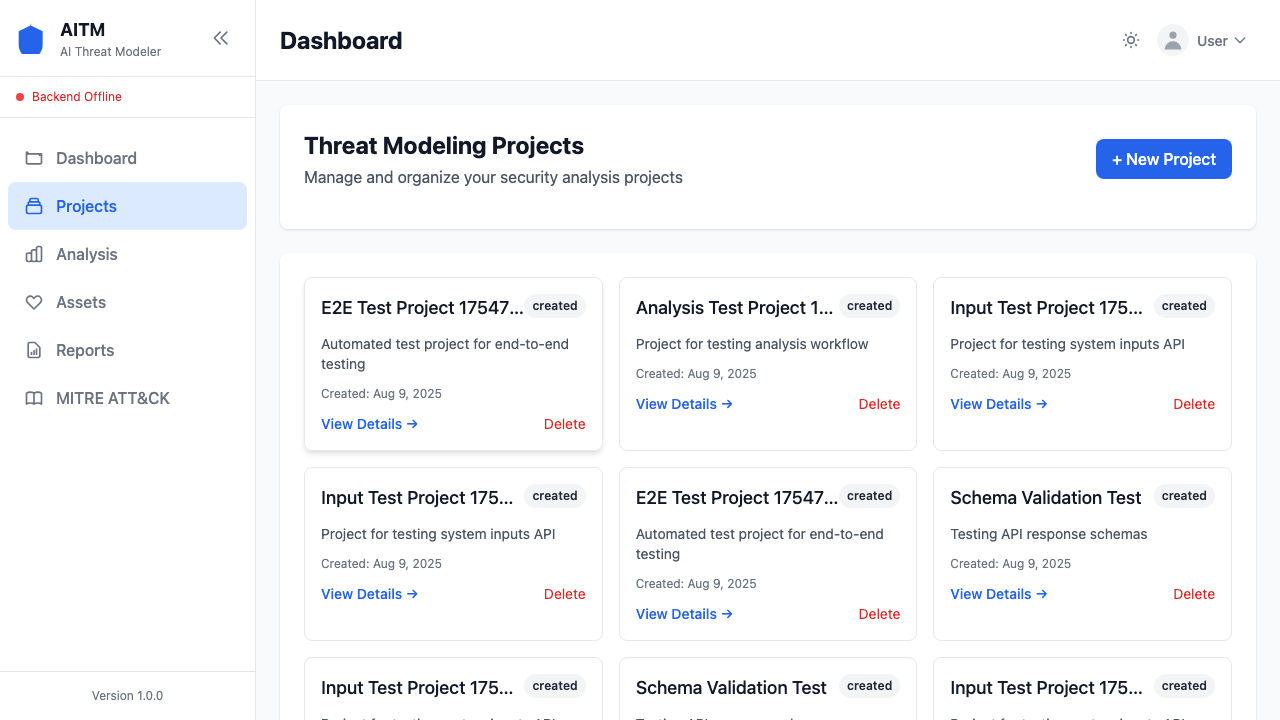 AITM
AI Threat Modeler
Backend Offline
Dashboard
Projects
Analysis
Assets
Reports
MITRE ATT&CK
Version 1.0.0
Dashboard
User
Threat Modeling Projects
Manage and organize your security analysis projects
+ New Project
E2E Test Project 17547... created
Automated test project for end-to-end
testing
Created: Aug 9, 2025
View Details → Delete
Analysis Test Project 1... created
Project for testing analysis workflow
Created: Aug 9, 2025
View Details → Delete
Input Test Project 175... created
Project for testing system inputs API
Created: Aug 9, 2025
View Details → Delete
Input Test Project 175... created
Project for testing system inputs API
Created: Aug 9, 2025
View Details → Delete
E2E Test Project 17547... created
Automated test project for end-to-end
testing
Created: Aug 9, 2025
View Details → Delete
Schema Validation Test created
Testing API response schemas
Created: Aug 9, 2025
View Details → Delete
Input Test Project 175... created
Schema Validation Test created
Input Test Project 175... created